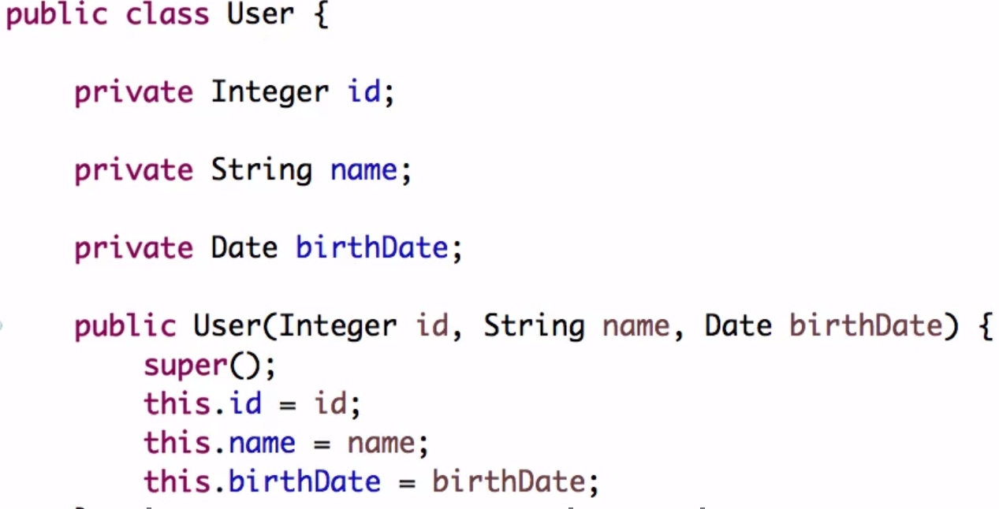 public class User {
private Integer id;
private String name;
private Date birthDate;
public User(Integer id, String name, Date birthDate) {
super();
this.id = id;
this.name = name;
this.birthDate = birthDate;